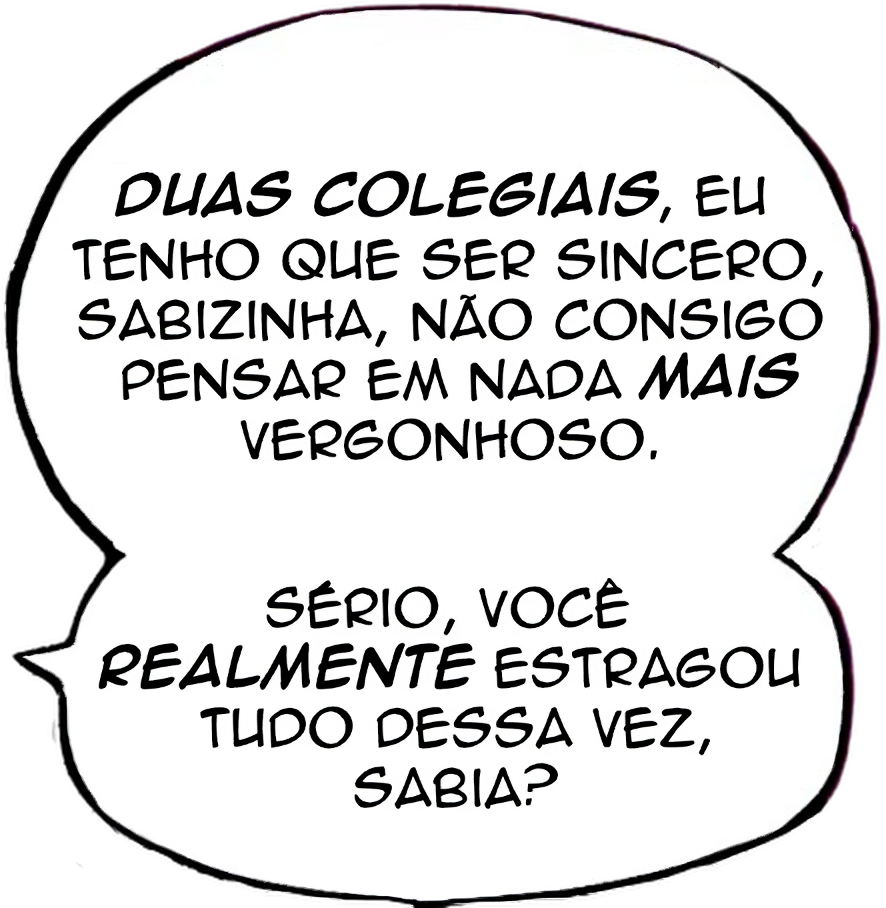 DUAS COLEGIAIS, EU
TENHO QUE SER SINCERO,
SABIZINHA, NÃO CONSIGO
PENSAR EM NADA MAIS
VERGONHOSO.
SÉRIO, VOCÊ
REALMENTE ESTRAGOU
TUDO DESSA VEZ,
SABIA?